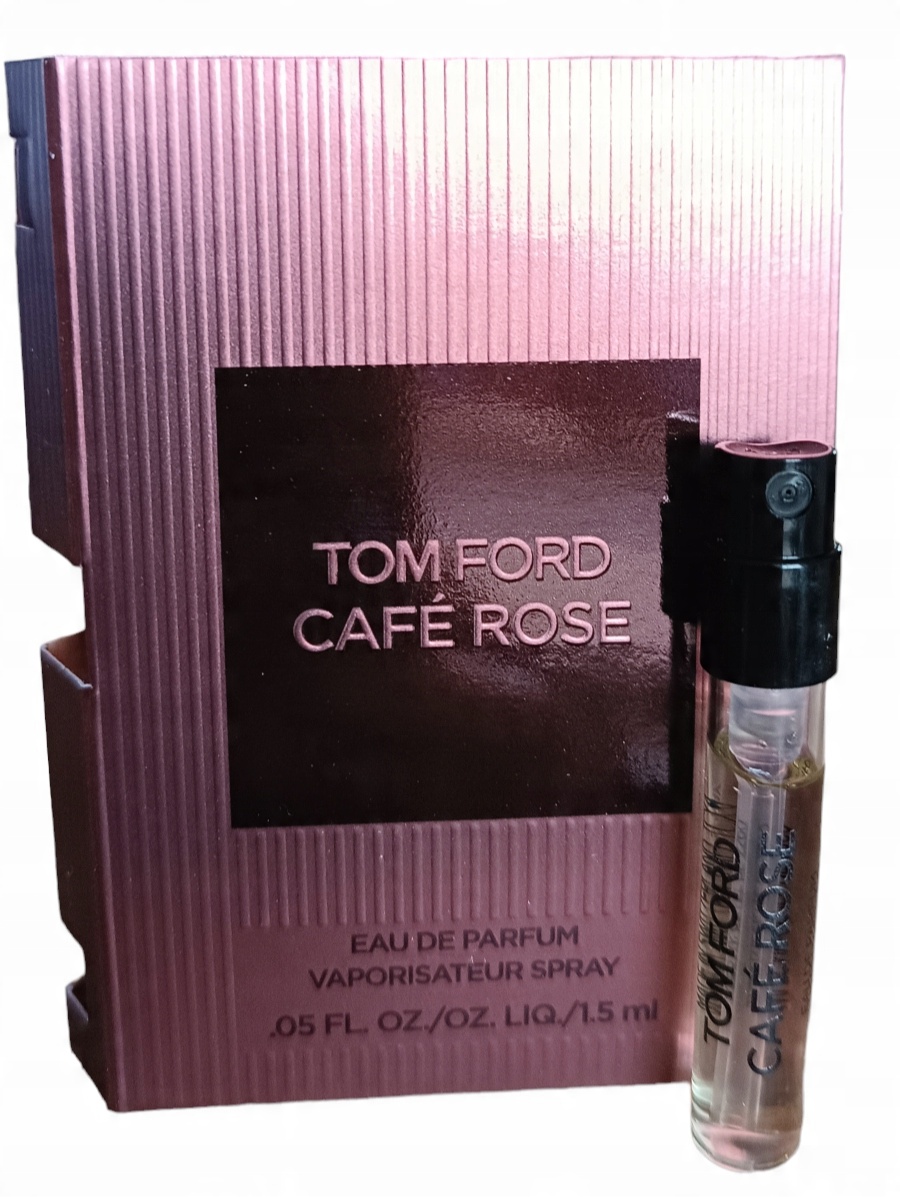 TOM FORD
CAFÉ ROSE
EAU DE PARFUM
VAPORISATEUR SPRAY
.05 FL. OZ./OZ. LIQ./1.5 ml
TOM FORD
CAFÉ ROSE